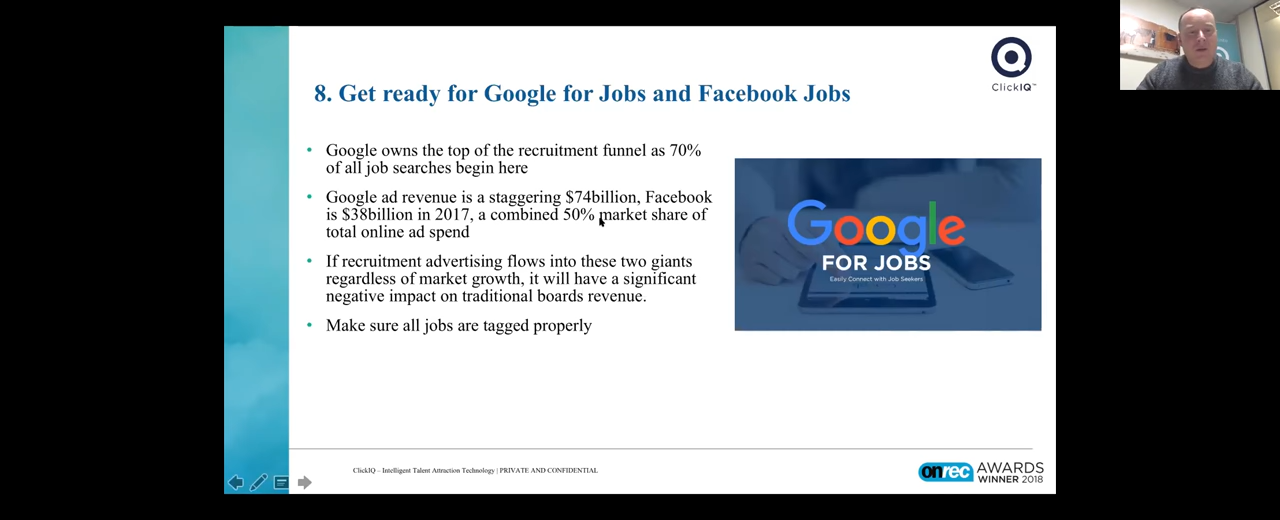 ClickIQ™
8. Get ready for Google for Jobs and Facebook Jobs
• Google owns the top of the recruitment funnel as 70%
of all job searches begin here
• Google ad revenue is a staggering $74billion, Facebook
is $38billion in 2017, a combined 50% market share of
total online ad spend
• If recruitment advertising flows into these two giants
regardless of market growth, it will have a significant
negative impact on traditional boards revenue.
• Make sure all jobs are tagged properly
Google
FOR JOBS
Easily Connect with Job Seekers
ClickIQ – Intelligent Talent Attraction Technology | PRIVATE AND CONFIDENTIAL
onrec AWARDS
WINNER 2018